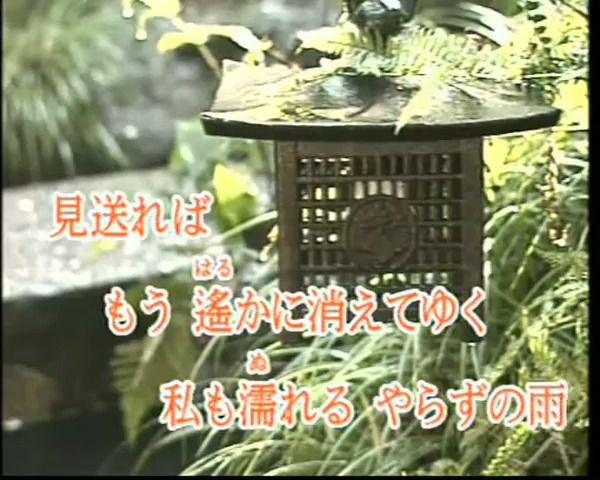 見送れば
はる
もう 遥かに消えてゆく
ぬ
私も濡れる やらずの雨